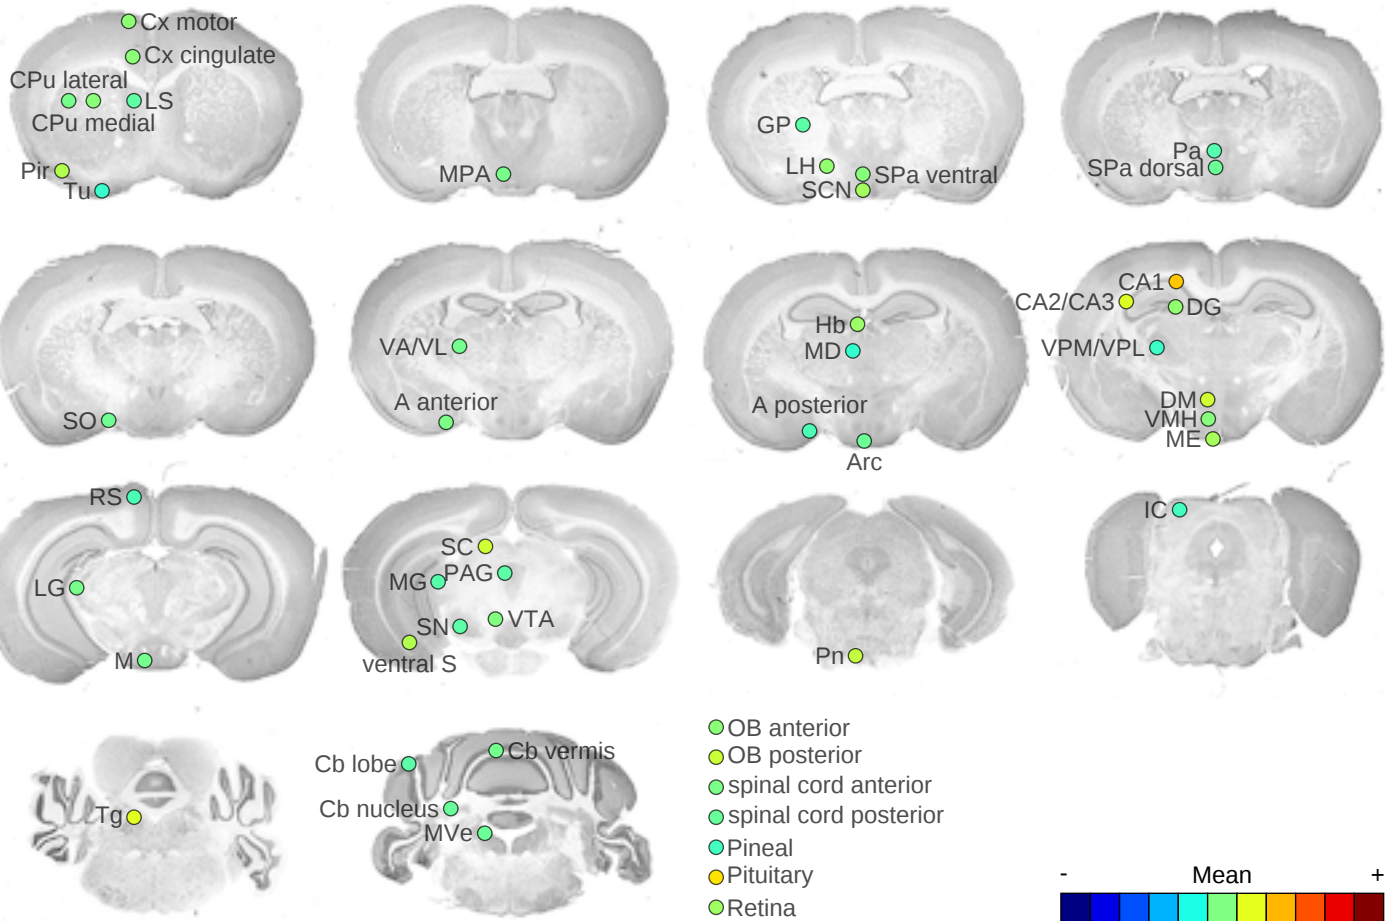 Cx motor
Cx cingulate
CPu lateral
LS
CPu medial
Pir
Tu
MPA
GP
LH
SPa ventral
SCN
Pa
SPa dorsal
SO
VA/VL
A anterior
Hb
MD
A posterior
Arc
CA1
CA2/CA3
DG
VPM/VPL
DM
VMH
ME
RS
LG
M
SC
MG
PAG
SN
VTA
ventral S
Pn
IC
Tg
Cb lobe
Cb vermis
Cb nucleus
MVe
OB anterior
OB posterior
spinal cord anterior
spinal cord posterior
Pineal
Pituitary
Retina
- Mean +